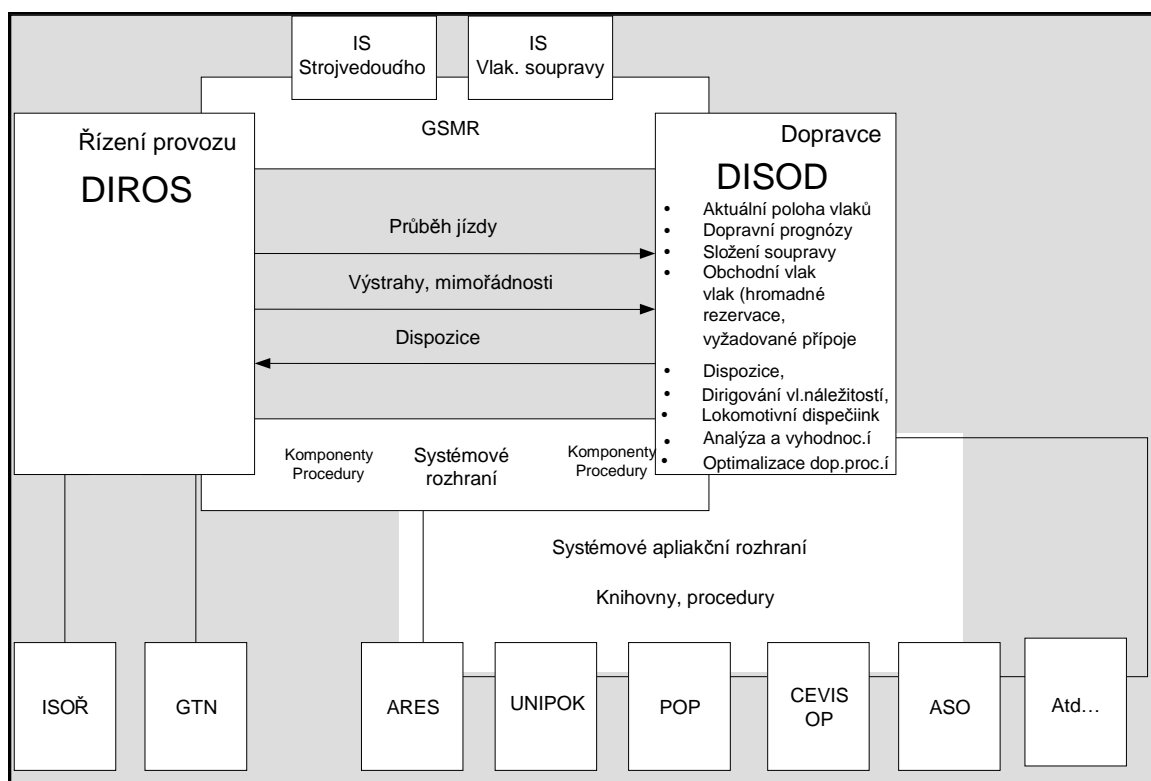 IS
Strojvedoudho
IS
Vlak. soupravy
GSMR
Řízení provozu
DIROS
Průběh jízdy
Výstrahy, mimořádnosti
Dispozice
Dopravce
DISOD
• Aktuální poloha vlaků
• Dopravní prognózy
• Složení soupravy
• Obchodní vlak
vlak (hromadné
rezervace,
vyžadované přípoje
• Dispozice,
• Dirigování vl.náležitostí,
• Lokomotivní dispečiink
• Analýza a vyhodnoc.í
• Optimalizace dop.proc.í
Komponenty
Procedury
Systémové
rozhraní
Komponenty
Procedury
Systémové apliakční rozhraní
Knihovny, procedury
ISOŘ
GTN
ARES
UNIPOK
POP
CEVIS
OP
ASO
Atd...